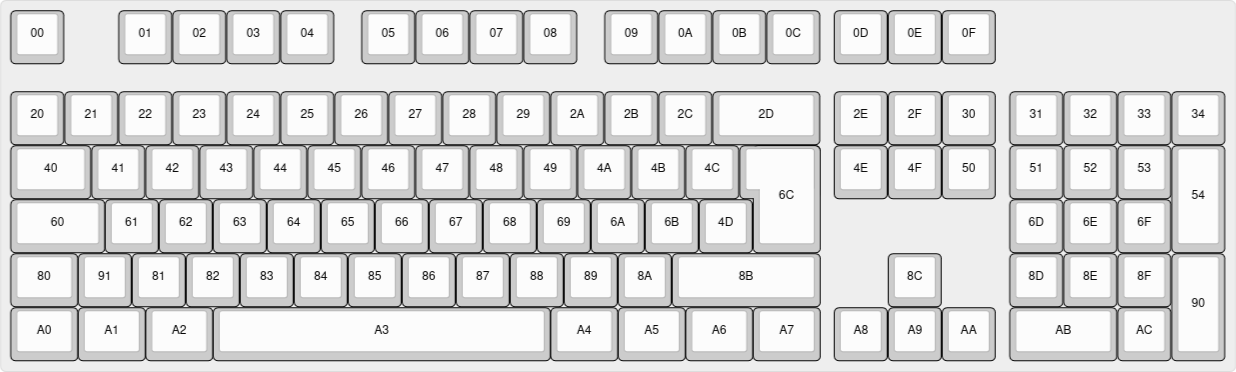 00 01 02 03 04 05 06 07 08 09 0A 0B 0C 0D 0E 0F
20 21 22 23 24 25 26 27 28 29 2A 2B 2C 2D 2E 2F 30 31 32 33 34
40 41 42 43 44 45 46 47 48 49 4A 4B 4C 4E 4F 50 51 52 53
6C 54
60 61 62 63 64 65 66 67 68 69 6A 6B 4D 6D 6E 6F
80 91 81 82 83 84 85 86 87 88 89 8A 8B 8C 8D 8E 8F
90
A0 A1 A2 A3 A4 A5 A6 A7 A8 A9 AA AB AC